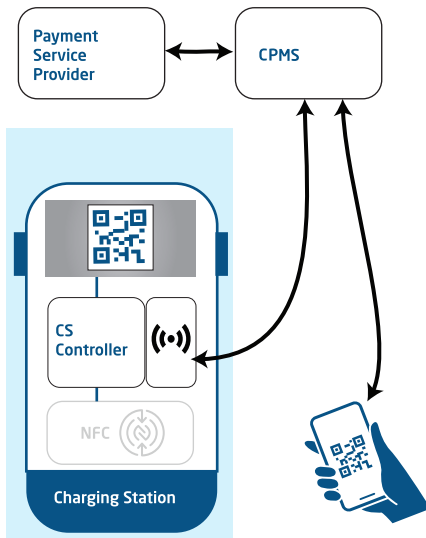 Payment
Service
Provider
CPMS
CS
Controller
NFC
Charging Station